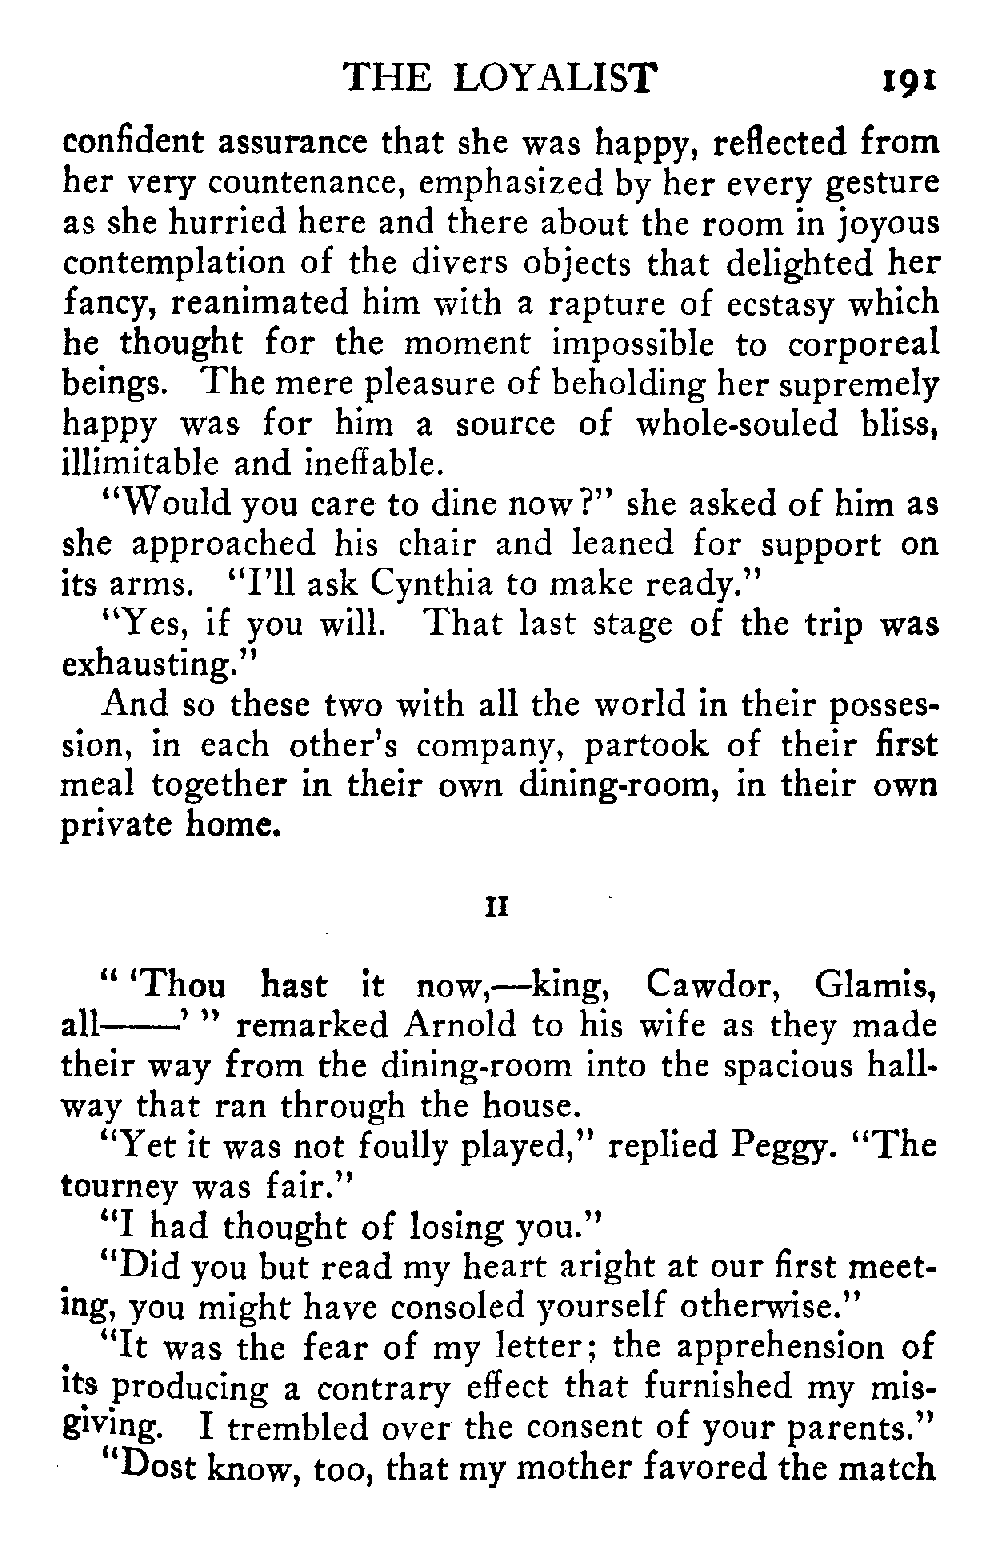 THE LOYALIST 191
confident assurance that she was happy, reflected from
her very countenance, emphasized by her every gesture
as she hurried here and there about the room in joyous
contemplation of the divers objects that delighted her
fancy, reanimated him with a rapture of ecstasy which
he thought for the moment impossible to corporeal
beings. The mere pleasure of beholding her supremely
happy was for him a source of whole-souled bliss,
illimitable and ineffable.
"Would you care to dine now?" she asked of him as
she approached his chair and leaned for support on
its arms. "I'll ask Cynthia to make ready."
"Yes, if you will. That last stage of the trip was
exhausting."
And so these two with all the world in their posses-
sion, in each other's company, partook of their first
meal together in their own dining-room, in their own
private home.
II
" 'Thou hast it now,—king, Cawdor, Glamis,
all——' " remarked Arnold to his wife as they made
their way from the dining-room into the spacious hall-
way that ran through the house.
"Yet it was not foully played," replied Peggy. "The
tourney was fair."
"I had thought of losing you."
"Did you but read my heart aright at our first meet-
ing, you might have consoled yourself otherwise."
"It was the fear of my letter; the apprehension of
its producing a contrary effect that furnished my mis-
giving. I trembled over the consent of your parents."
"Dost know, too, that my mother favored the match